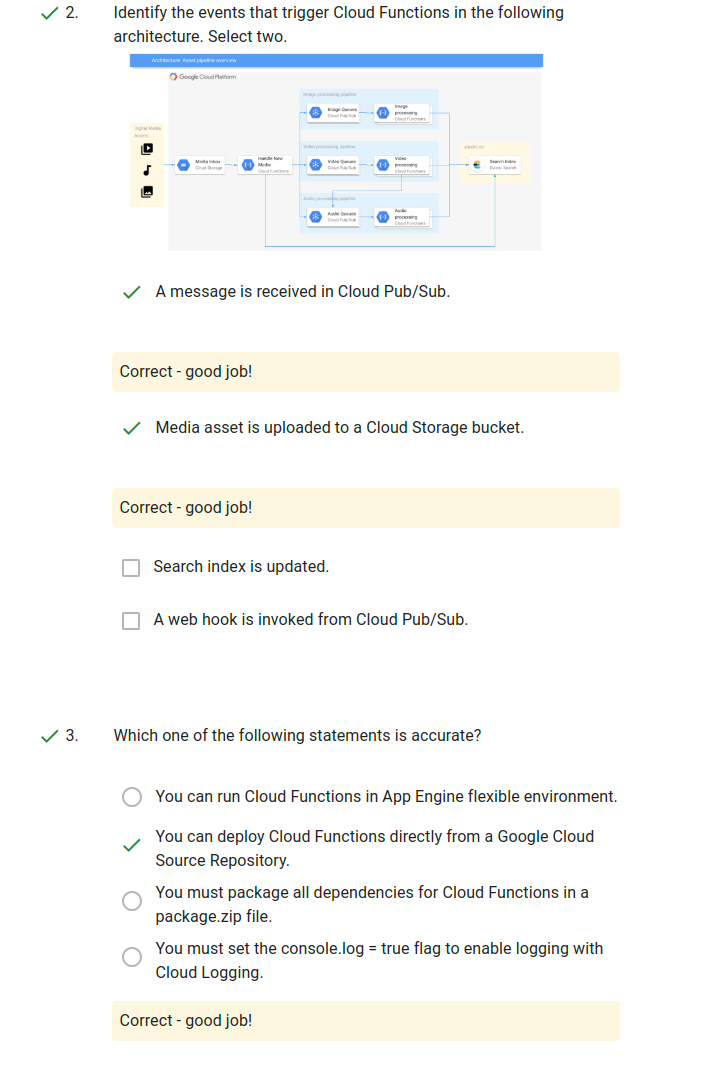 2. Identify the events that trigger Cloud Functions in the following
architecture. Select two.
Architecture: Asset pipeline overview
Google Cloud Platform
Image processing pipeline
Image Queues
Cloud Pub/Sub
Image
processing
Cloud Functions
Digital Media
Assets
Media Inbox
Cloud Storage
Handle New
Media
Cloud Functions
Video processing pipeline
Video Queues
Cloud Pub/Sub
Video
processing
Cloud Functions
Search Index
Elastic Search
Audio processing pipeline
Audio Queues
Cloud Pub/Sub
Audio
processing
Cloud Functions
A message is received in Cloud Pub/Sub.
Correct - good job!
Media asset is uploaded to a Cloud Storage bucket.
Correct - good job!
Search index is updated.
A web hook is invoked from Cloud Pub/Sub.
3. Which one of the following statements is accurate?
You can run Cloud Functions in App Engine flexible environment.
You can deploy Cloud Functions directly from a Google Cloud
Source Repository.
You must package all dependencies for Cloud Functions in a
package.zip file.
You must set the console.log = true flag to enable logging with
Cloud Logging.
Correct - good job!